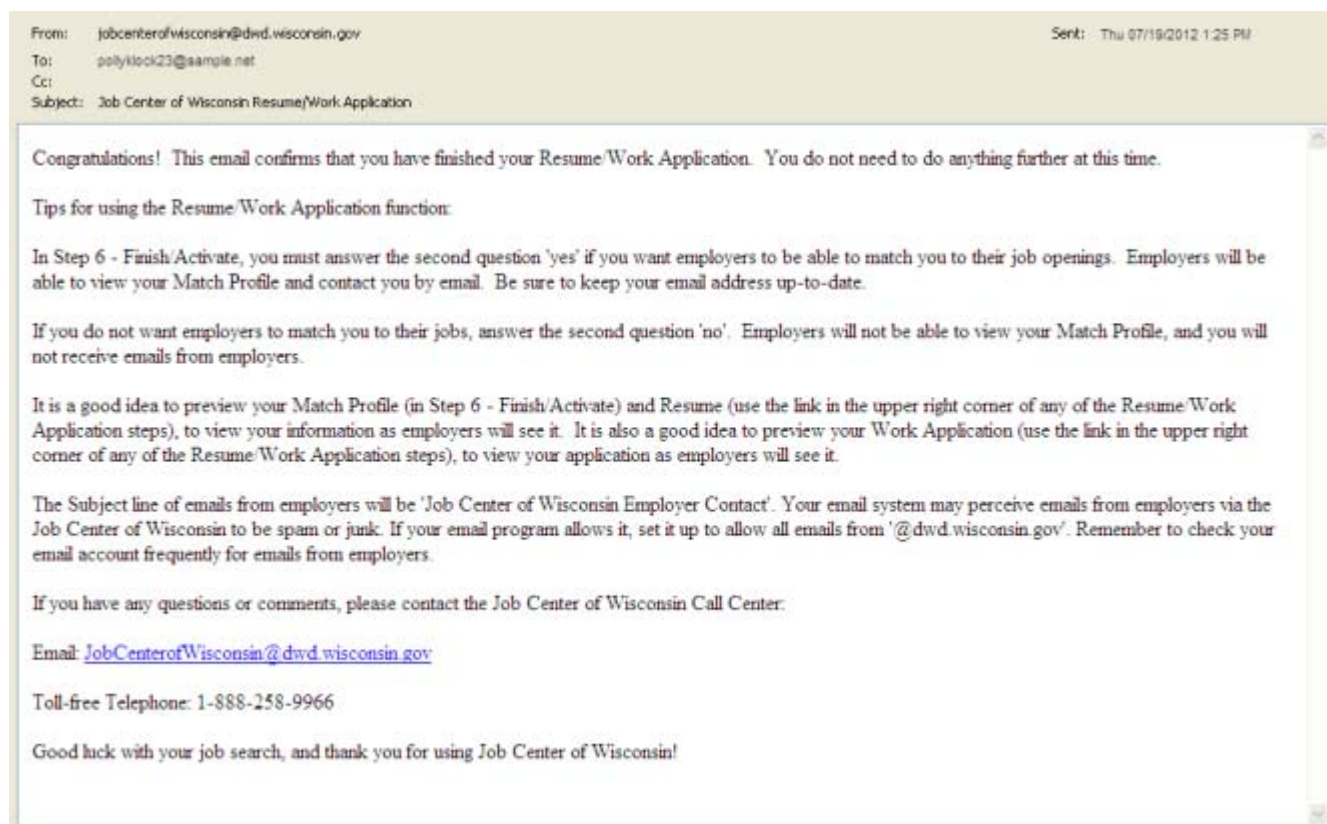 From: jobcenterofwisconsin@dwd.wisconsin.gov Sent: Thu 07/19/2012 1:25 PM
To: pollyklock23@sample.net
Cc:
Subject: Job Center of Wisconsin Resume/Work Application
Congratulations! This email confirms that you have finished your Resume/Work Application. You do not need to do anything further at this time.
Tips for using the Resume/Work Application function:
In Step 6 - Finish/Activate, you must answer the second question 'yes' if you want employers to be able to match you to their job openings. Employers will be
able to view your Match Profile and contact you by email. Be sure to keep your email address up-to-date.
If you do not want employers to match you to their jobs, answer the second question 'no'. Employers will not be able to view your Match Profile, and you will
not receive emails from employers.
It is a good idea to preview your Match Profile (in Step 6 - Finish/Activate) and Resume (use the link in the upper right corner of any of the Resume/Work
Application steps), to view your information as employers will see it. It is also a good idea to preview your Work Application (use the link in the upper right
corner of any of the Resume/Work Application steps), to view your application as employers will see it.
The Subject line of emails from employers will be 'Job Center of Wisconsin Employer Contact'. Your email system may perceive emails from employers via the
Job Center of Wisconsin to be spam or junk. If your email program allows it, set it up to allow all emails from '@dwd.wisconsin.gov'. Remember to check your
email account frequently for emails from employers.
If you have any questions or comments, please contact the Job Center of Wisconsin Call Center:
Email: JobCenterofWisconsin@dwd.wisconsin.gov
Toll-free Telephone: 1-888-258-9966
Good luck with your job search, and thank you for using Job Center of Wisconsin!